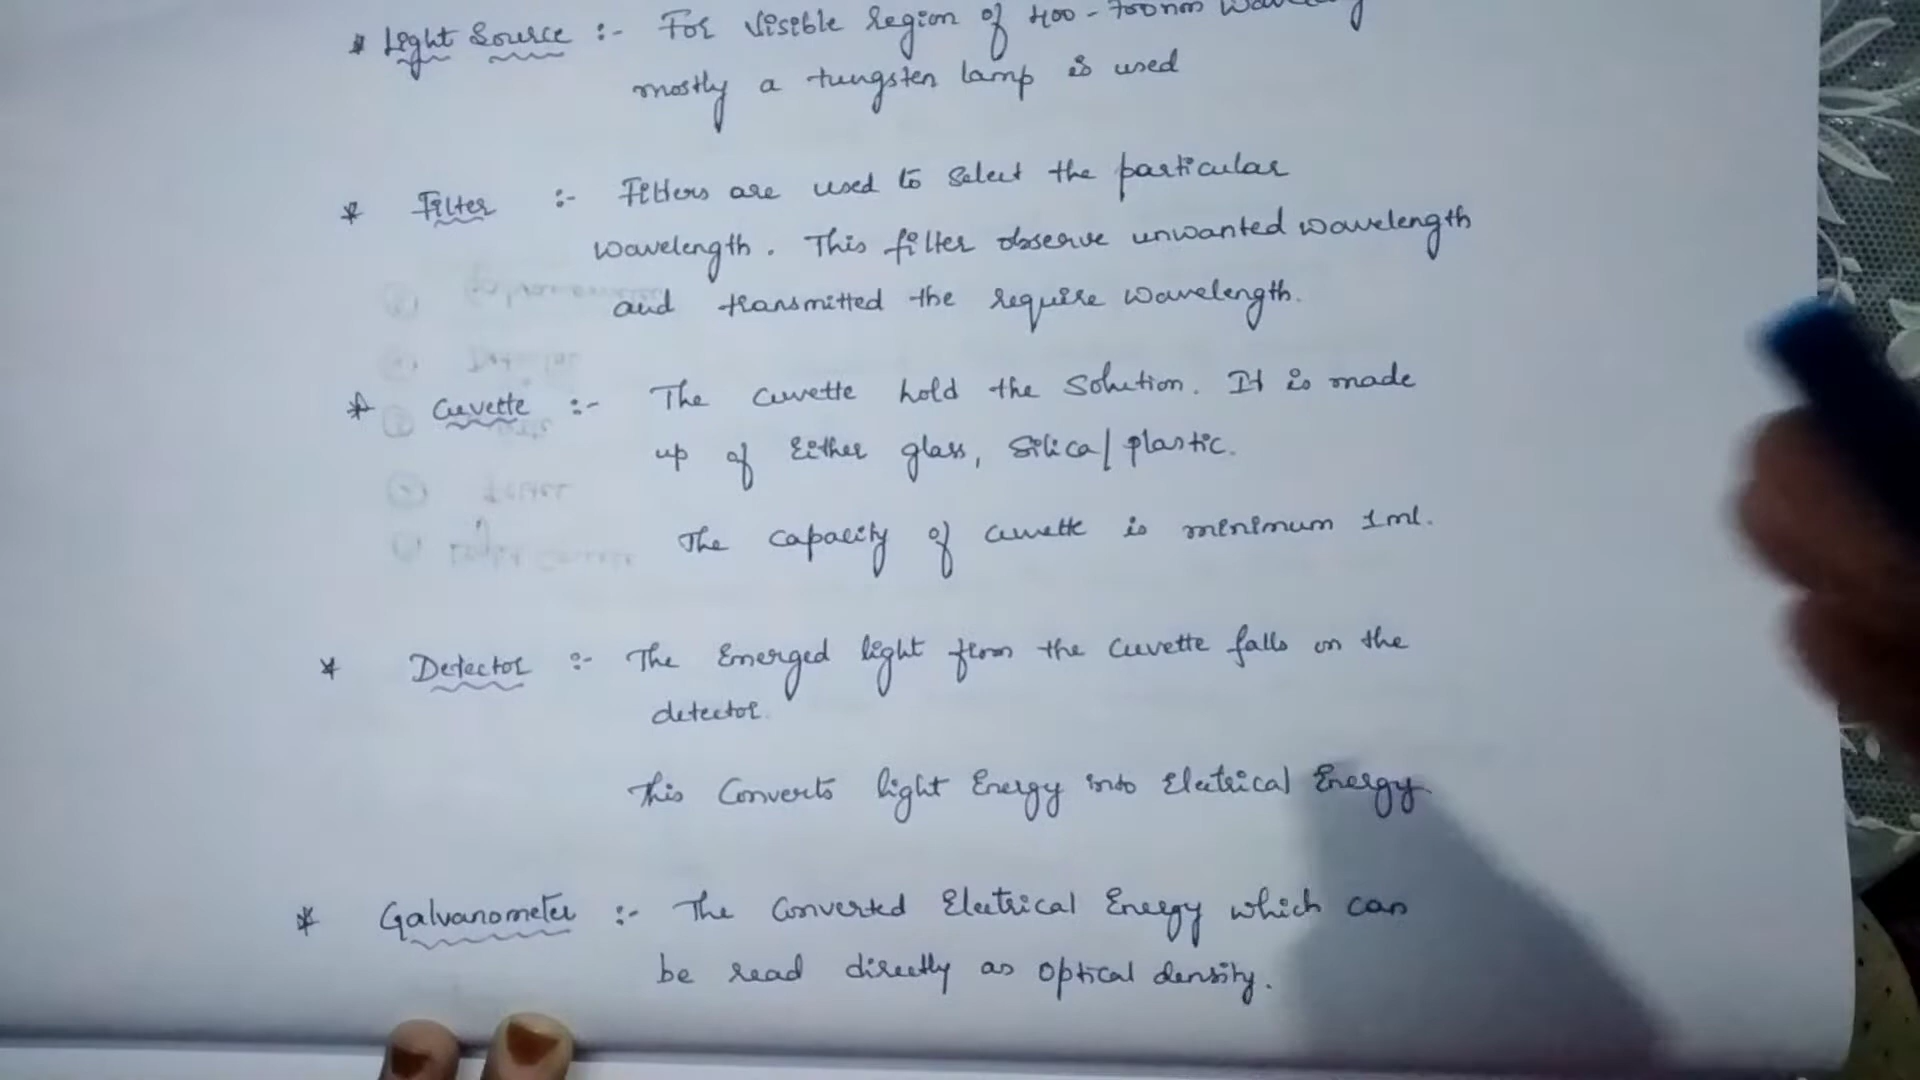 * Light Source :- For visible region of 400-700nm
mostly a tungsten lamp is used
* Filter :- Filters are used to select the particular
wavelength. This filter observe unwanted wavelength
and transmitted the require wavelength.
* Cuvette :- The cuvette hold the solution. It is made
up of Either glass, Silica/plastic.
The capacity of cuvette is minimum 1ml.
* Detector :- The Emerged light from the cuvette falls on the
detector.
This Converts light Energy into Electrical Energy.
* Galvanometer :- The Converted Electrical Energy which can
be read directly as optical density.